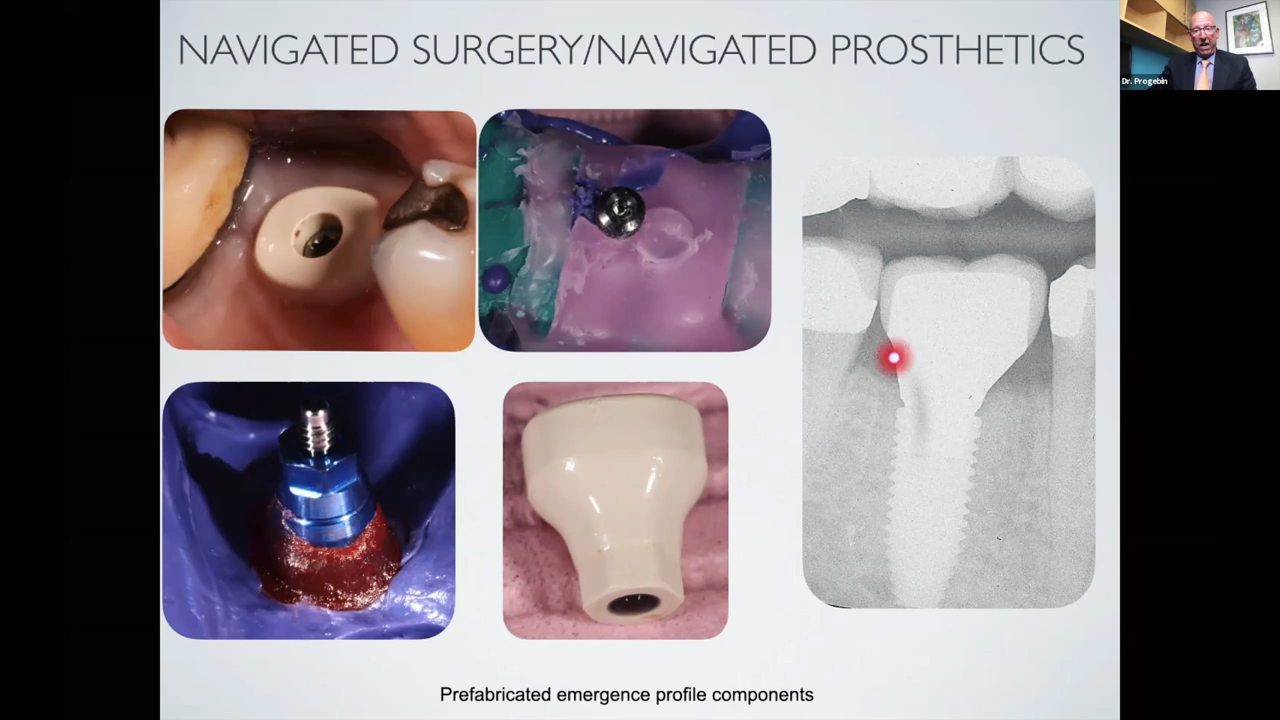 NAVIGATED SURGERY/NAVIGATED PROSTHETICS
Dr. Progebin
Prefabricated emergence profile components